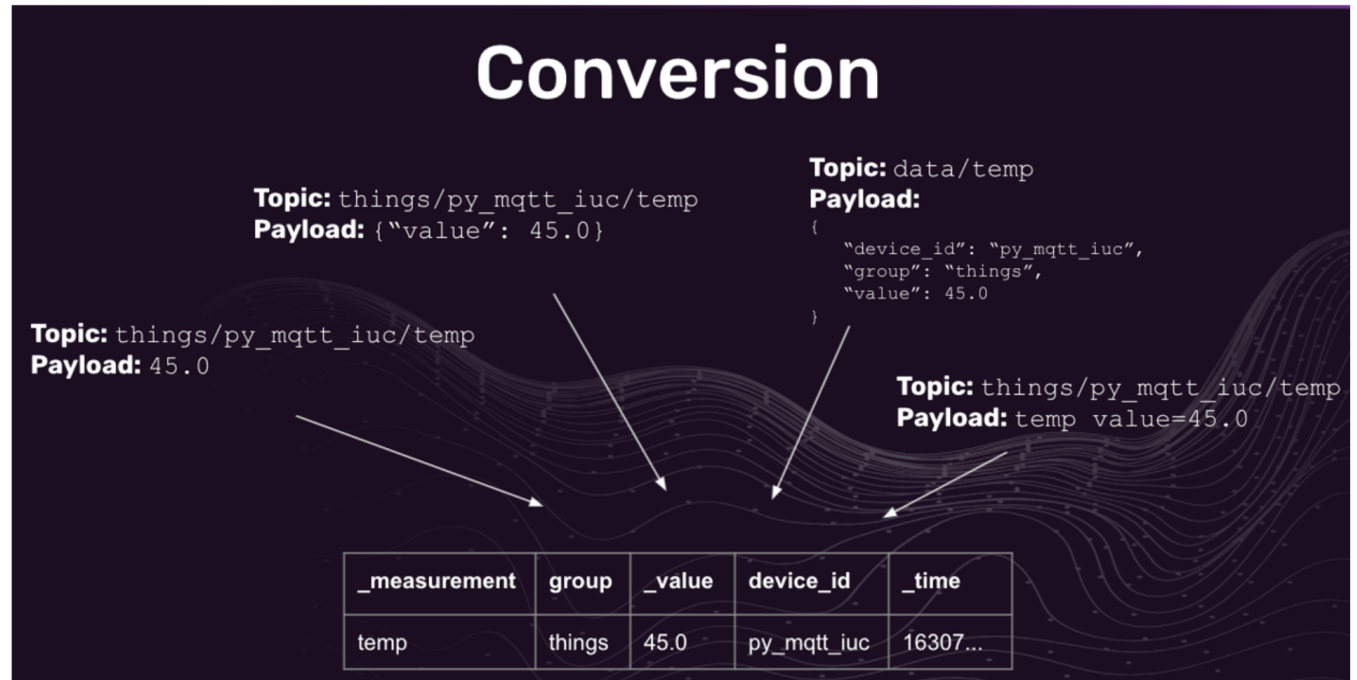 Conversion
Topic: things/py_mqtt_iuc/temp
Payload: {“value”: 45.0}
Topic: data/temp
Payload:
{
“device_id”: “py_mqtt_iuc”,
“group”: “things”,
“value”: 45.0
}
Topic: things/py_mqtt_iuc/temp
Payload: 45.0
Topic: things/py_mqtt_iuc/temp
Payload: temp value=45.0
_measurement group _value device_id _time
temp things 45.0 py_mqtt_iuc 16307...